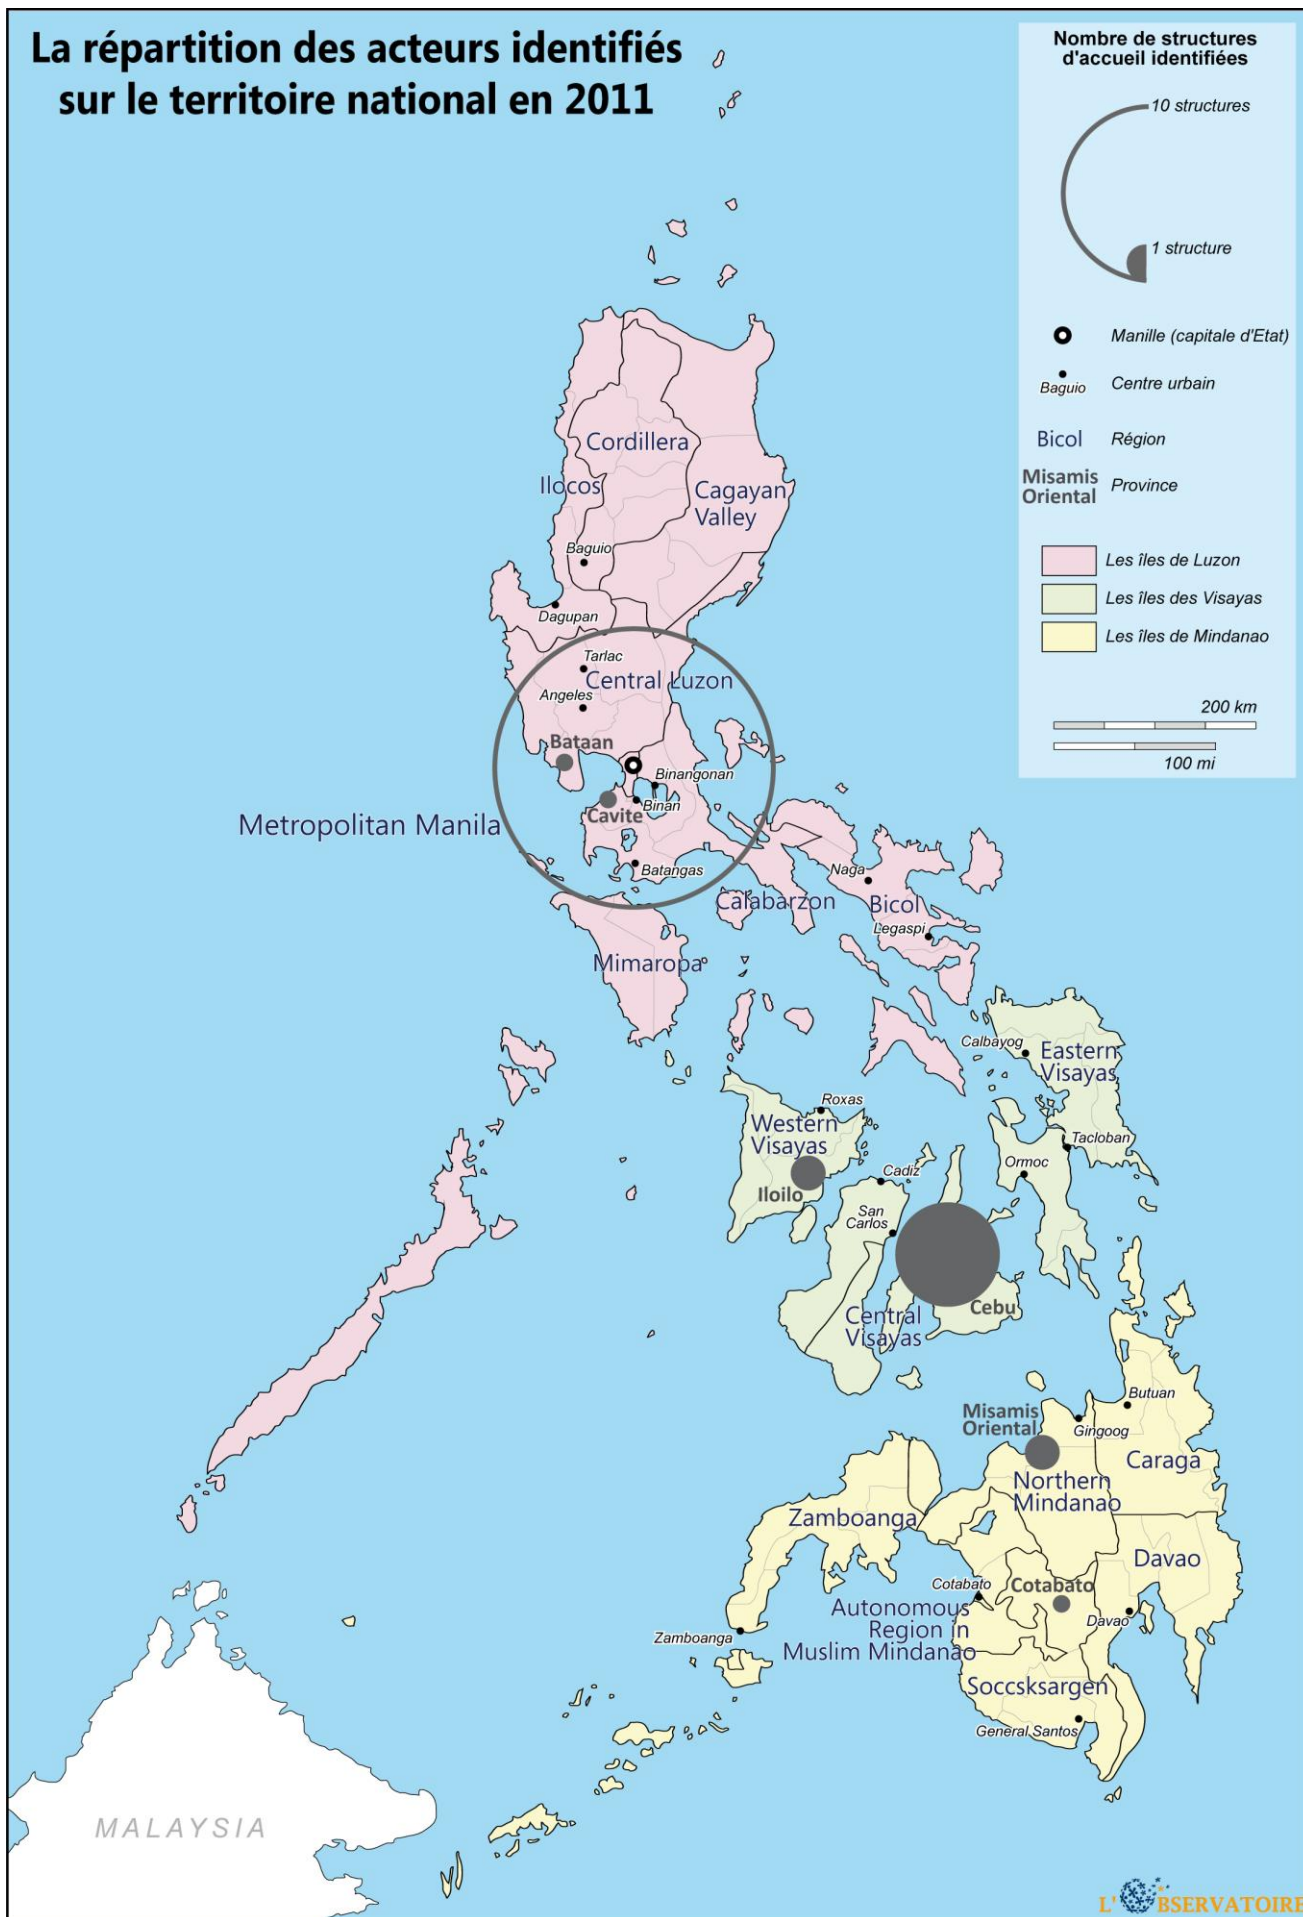 La répartition des acteurs identifiés
sur le territoire national en 2011
Nombre de structures
d'accueil identifiées
10 structures
1 structure
Manille (capitale d'Etat)
Baguio
Centre urbain
Bicol
Région
Misamis
Oriental
Province
Les îles de Luzon
Les îles des Visayas
Les îles de Mindanao
200 km
100 mi
Cordillera
Ilocos
Cagayan
Valley
Baguio
Dagupan
Tarlac
Central Luzon
Angeles
Bataan
Binangonan
Binan
Cavite
Metropolitan Manila
Batangas
Naga
Calabarzon
Bicol
Legaspi
Mimaropa
Calbayog
Eastern
Visayas
Roxas
Western
Visayas
Tacloban
Ormoc
Cadiz
Iloilo
San
Carlos
Cebu
Central
Visayas
Butuan
Misamis
Oriental
Gingoog
Caraga
Northern
Mindanao
Zamboanga
Davao
Cotabato
Cotabato
Autonomous
Region in
Muslim Mindanao
Davao
Zamboanga
Soccsksargen
General Santos
MALAYSIA
L'OBSERVATOIRE